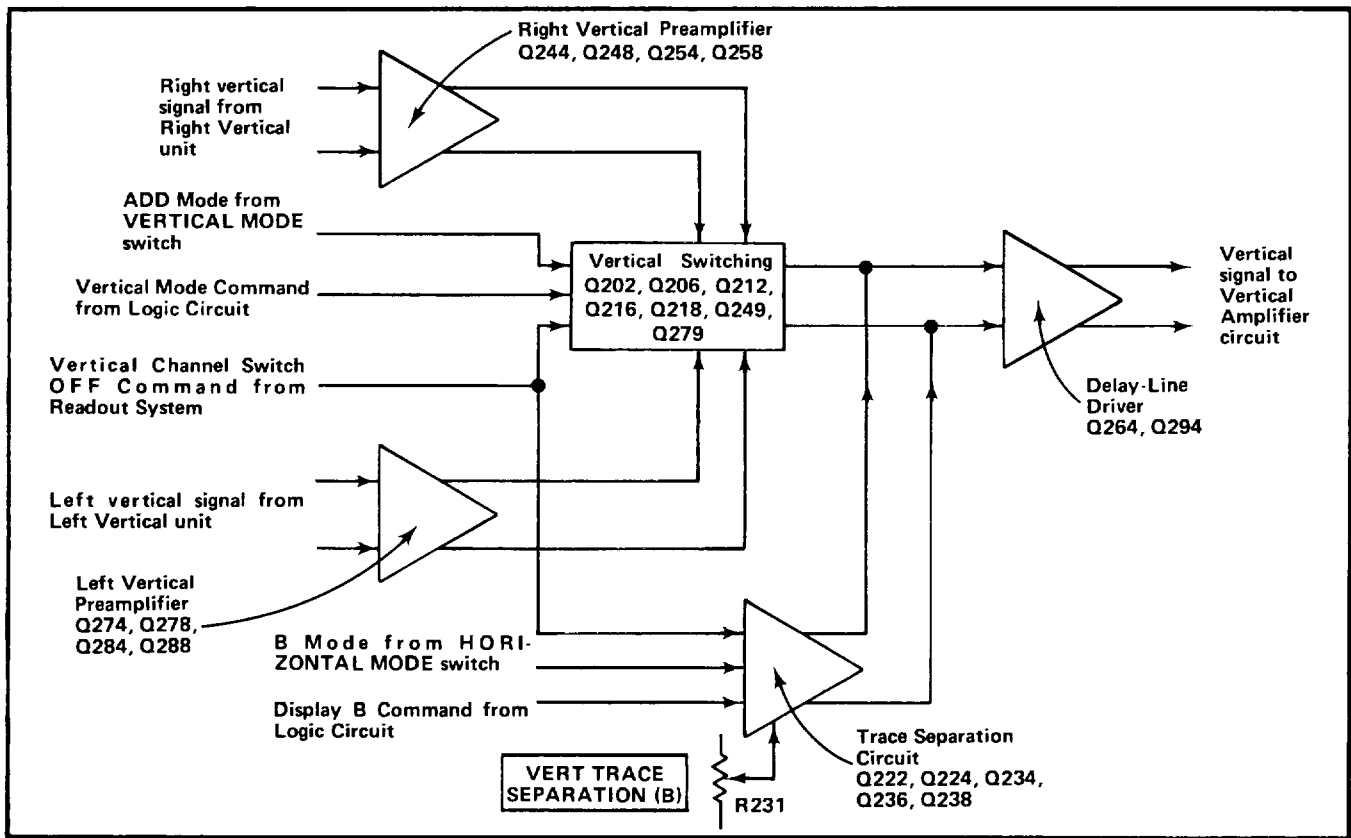 Right Vertical Preamplifier
Q244, Q248, Q254, Q258
Right vertical
signal from
Right Vertical
unit
ADD Mode from
VERTICAL MODE
switch
Vertical Mode Command
from Logic Circuit
Vertical Channel Switch
OFF Command from
Readout System
Vertical Switching
Q202, Q206, Q212,
Q216, Q218, Q249,
Q279
Vertical
signal to
Vertical
Amplifier
circuit
Delay-Line
Driver
Q264, Q294
Left vertical signal from
Left Vertical unit
Left Vertical
Preamplifier
Q274, Q278,
Q284, Q288
B Mode from HORI-
ZONTAL MODE switch
Display B Command from
Logic Circuit
VERT TRACE
SEPARATION (B)
R231
Trace Separation
Circuit
Q222, Q224, Q234,
Q236, Q238